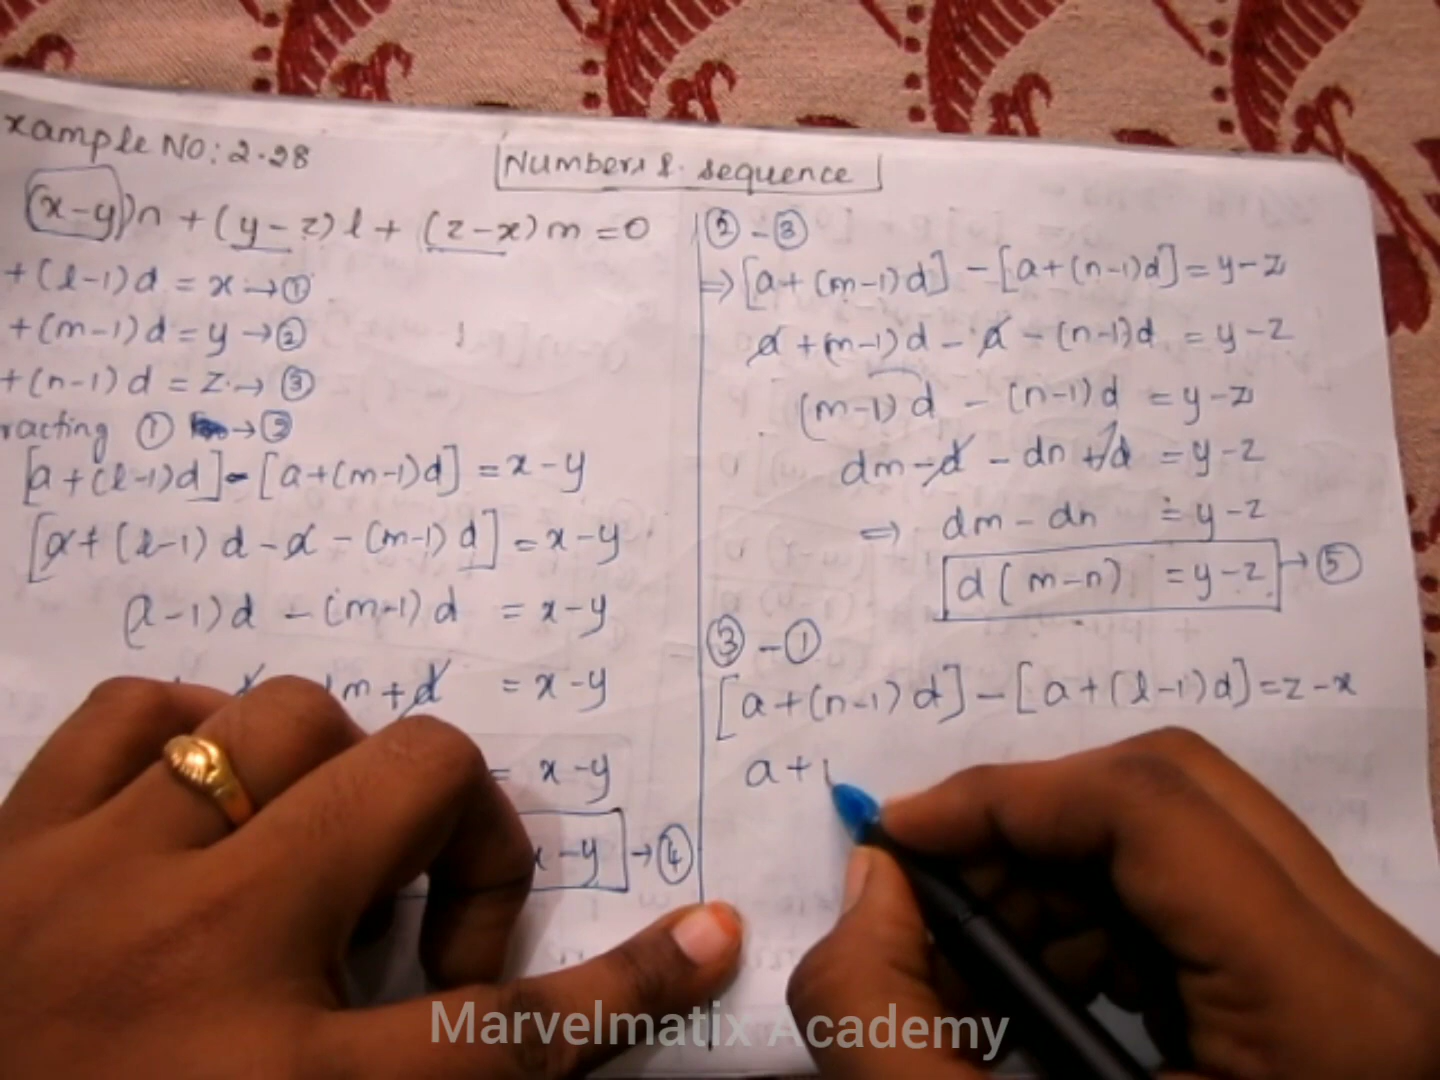 xample NO: 2.28
Numbers & sequence
(x-y)n + (y-z)l + (z-x)m = 0
+(l-1)d = x → ①
+(m-1)d = y → ②
+(n-1)d = z → ③
racting ① → ②
[a+(l-1)d] - [a+(m-1)d] = x-y
[a+(l-1)d - a - (m-1)d] = x-y
(l-1)d - (m-1)d = x-y
m+d = x-y
= x-y
x-y → ④
② - ③
⇒ [a+(m-1)d] - [a+(n-1)d] = y-z
a+(m-1)d - a - (n-1)d = y-z
(m-1)d - (n-1)d = y-z
dm-d - dn+d = y-z
⇒ dm - dn = y-z
d(m-n) = y-z → ⑤
③ - ①
[a+(n-1)d] - [a+(l-1)d] = z-x
a+
Marvelmatix Academy